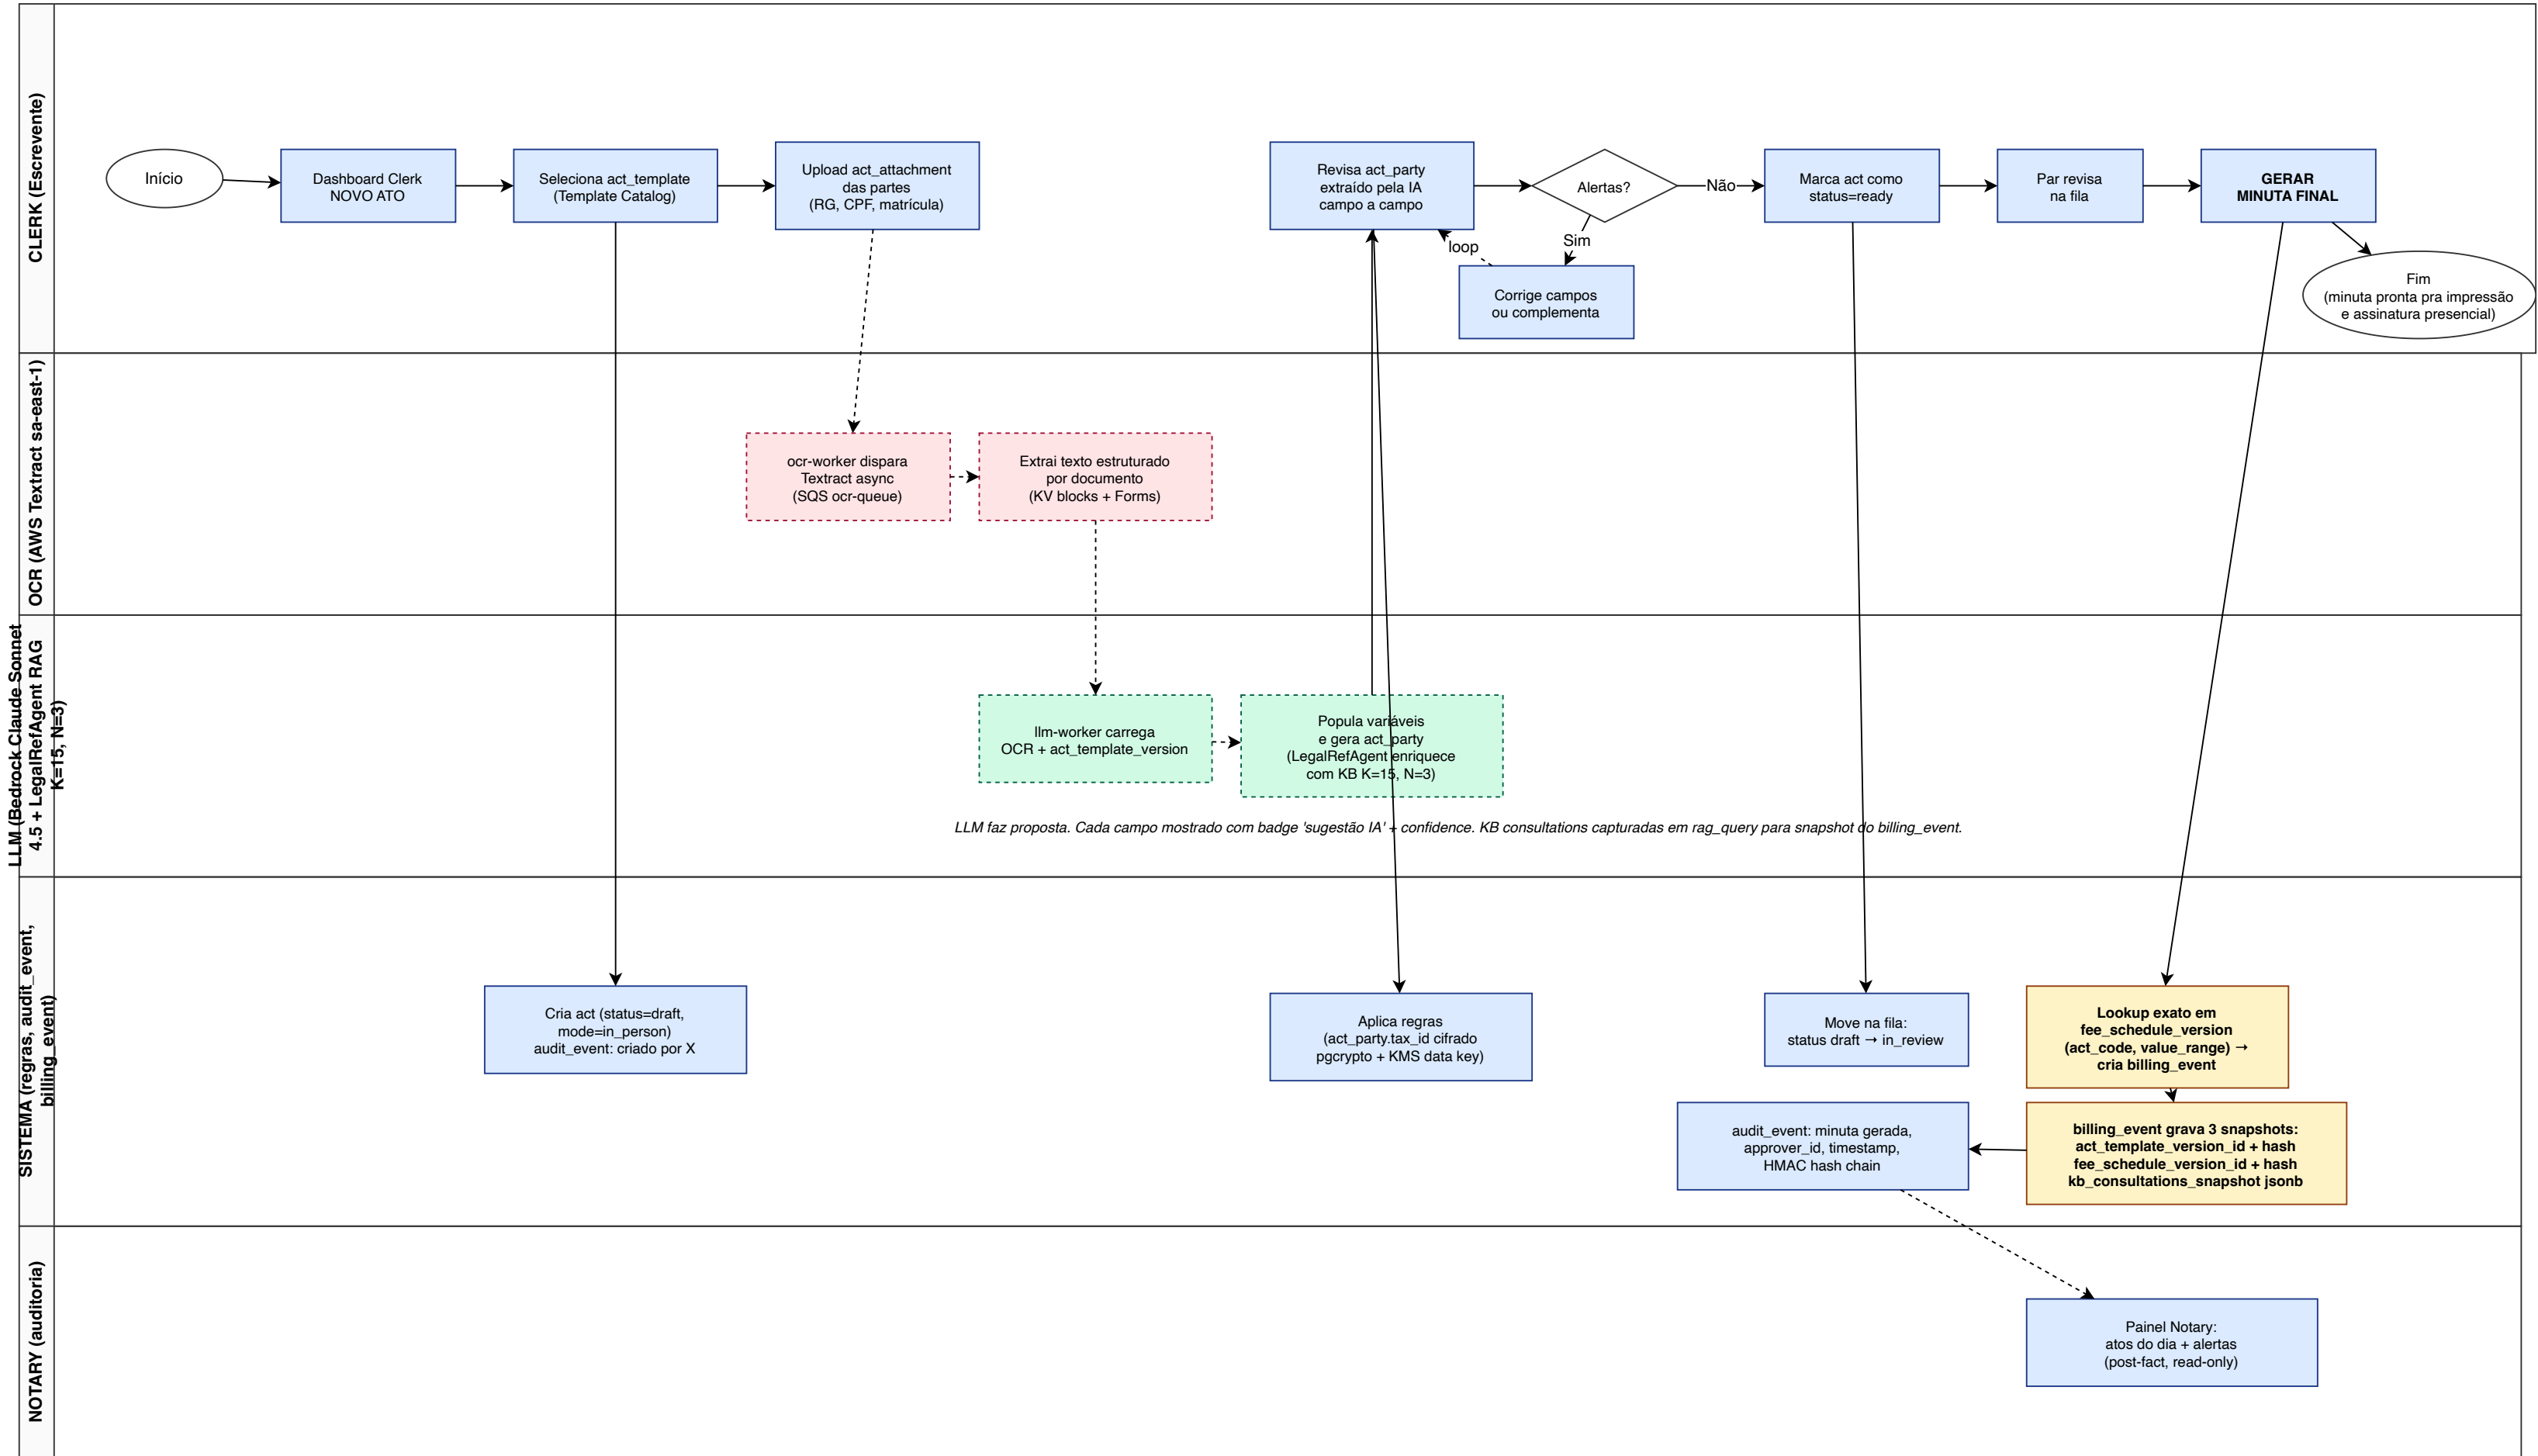 CLERK (Escrevente)
Início
Dashboard Clerk
NOVO ATO
Seleciona act_template
(Template Catalog)
Upload act_attachment
das partes
(RG, CPF, matrícula)
Revisa act_party
extraído pela IA
campo a campo
Alertas?
Não
Sim
loop
Corrige campos
ou complementa
Marca act como
status=ready
Par revisa
na fila
GERAR
MINUTA FINAL
Fim
(minuta pronta pra impressão
e assinatura presencial)
OCR (AWS Textract sa-east-1)
ocr-worker dispara
Textract async
(SQS ocr-queue)
Extrai texto estruturado
por documento
(KV blocks + Forms)
LLM (Bedrock Claude Sonnet
4.5 + LegalRefAgent RAG
K=15, N=3)
llm-worker carrega
OCR + act_template_version
Popula variáveis
e gera act_party
(LegalRefAgent enriquece
com KB K=15, N=3)
LLM faz proposta. Cada campo mostrado com badge 'sugestão IA' + confidence. KB consultations capturadas em rag_query para snapshot do billing_event.
SISTEMA (regras, audit_event,
billing_event)
Cria act (status=draft,
mode=in_person)
audit_event: criado por X
Aplica regras
(act_party.tax_id cifrado
pgcrypto + KMS data key)
Move na fila:
status draft → in_review
Lookup exato em
fee_schedule_version
(act_code, value_range) →
cria billing_event
audit_event: minuta gerada,
approver_id, timestamp,
HMAC hash chain
billing_event grava 3 snapshots:
act_template_version_id + hash
fee_schedule_version_id + hash
kb_consultations_snapshot jsonb
NOTARY (auditoria)
Painel Notary:
atos do dia + alertas
(post-fact, read-only)